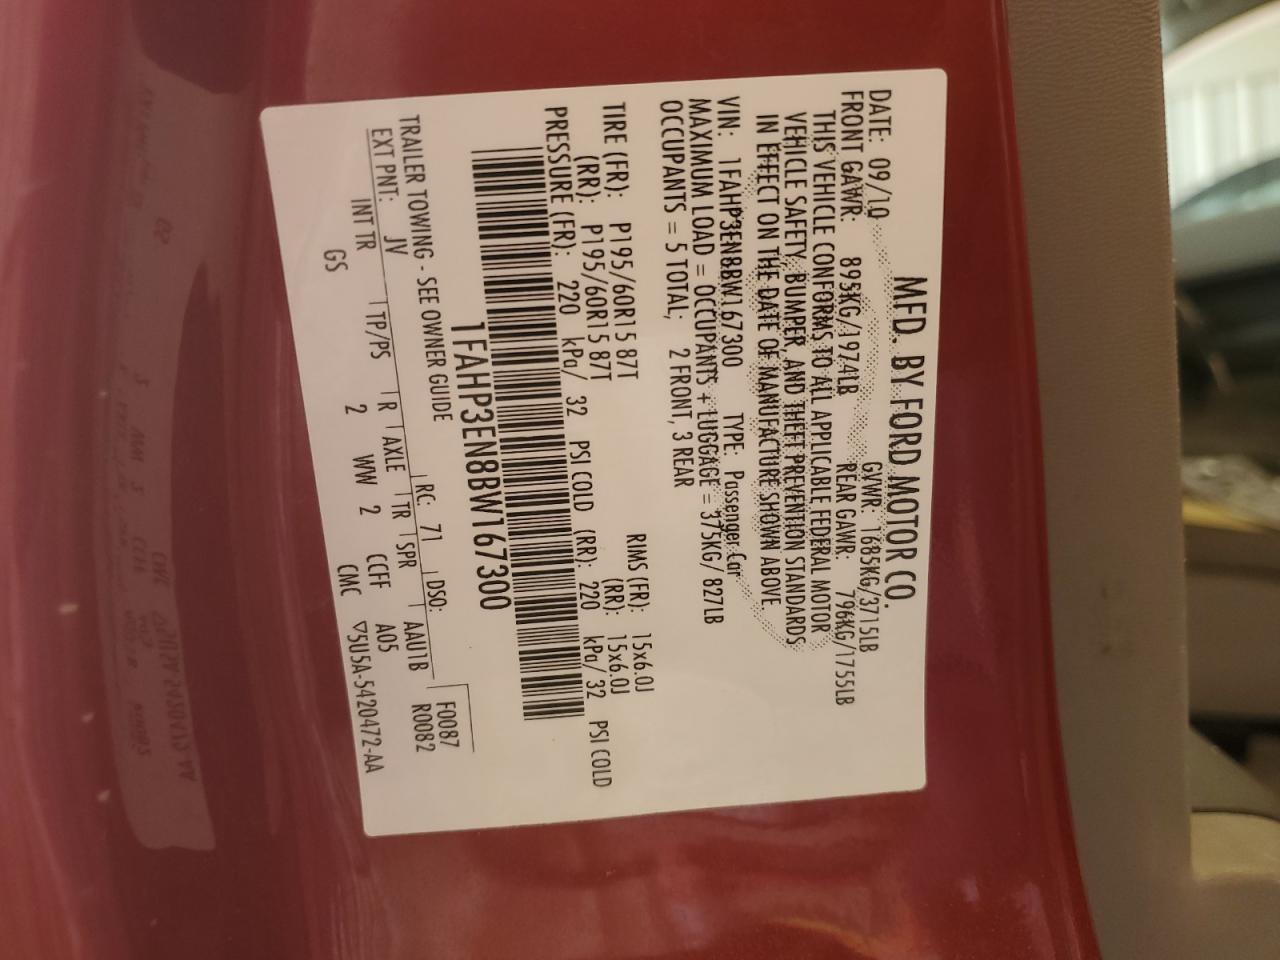 MFD. BY FORD MOTOR CO.
DATE: 09/10 GVWR: 1685KG/3715LB
FRONT GAWR: 895KG/1974LB REAR GAWR: 796KG/1755LB
THIS VEHICLE CONFORMS TO ALL APPLICABLE FEDERAL MOTOR
VEHICLE SAFETY, BUMPER, AND THEFT PREVENTION STANDARDS
IN EFFECT ON THE DATE OF MANUFACTURE SHOWN ABOVE
VIN: 1FAHP3EN8BW167300 TYPE: Passenger Car
MAXIMUM LOAD = OCCUPANTS + LUGGAGE = 375KG/ 827LB
OCCUPANTS = 5 TOTAL; 2 FRONT, 3 REAR
TIRE (FR): P195/60R15 87T RIMS (FR): 15x6.0J
(RR): P195/60R15 87T (RR): 15x6.0J
PRESSURE (FR): 220 kPa/ 32 PSI COLD (RR): 220 kPa/ 32 PSI COLD
1FAHP3EN8BW167300
TRAILER TOWING - SEE OWNER GUIDE F0087
RC: 71 DSO: R0082
EXT PNT: JV AAU1B
INT TR TP/PS R AXLE TR SPR
GS 2 WW 2 CCFF A05
CMC ▽5U5A-5420472-AA